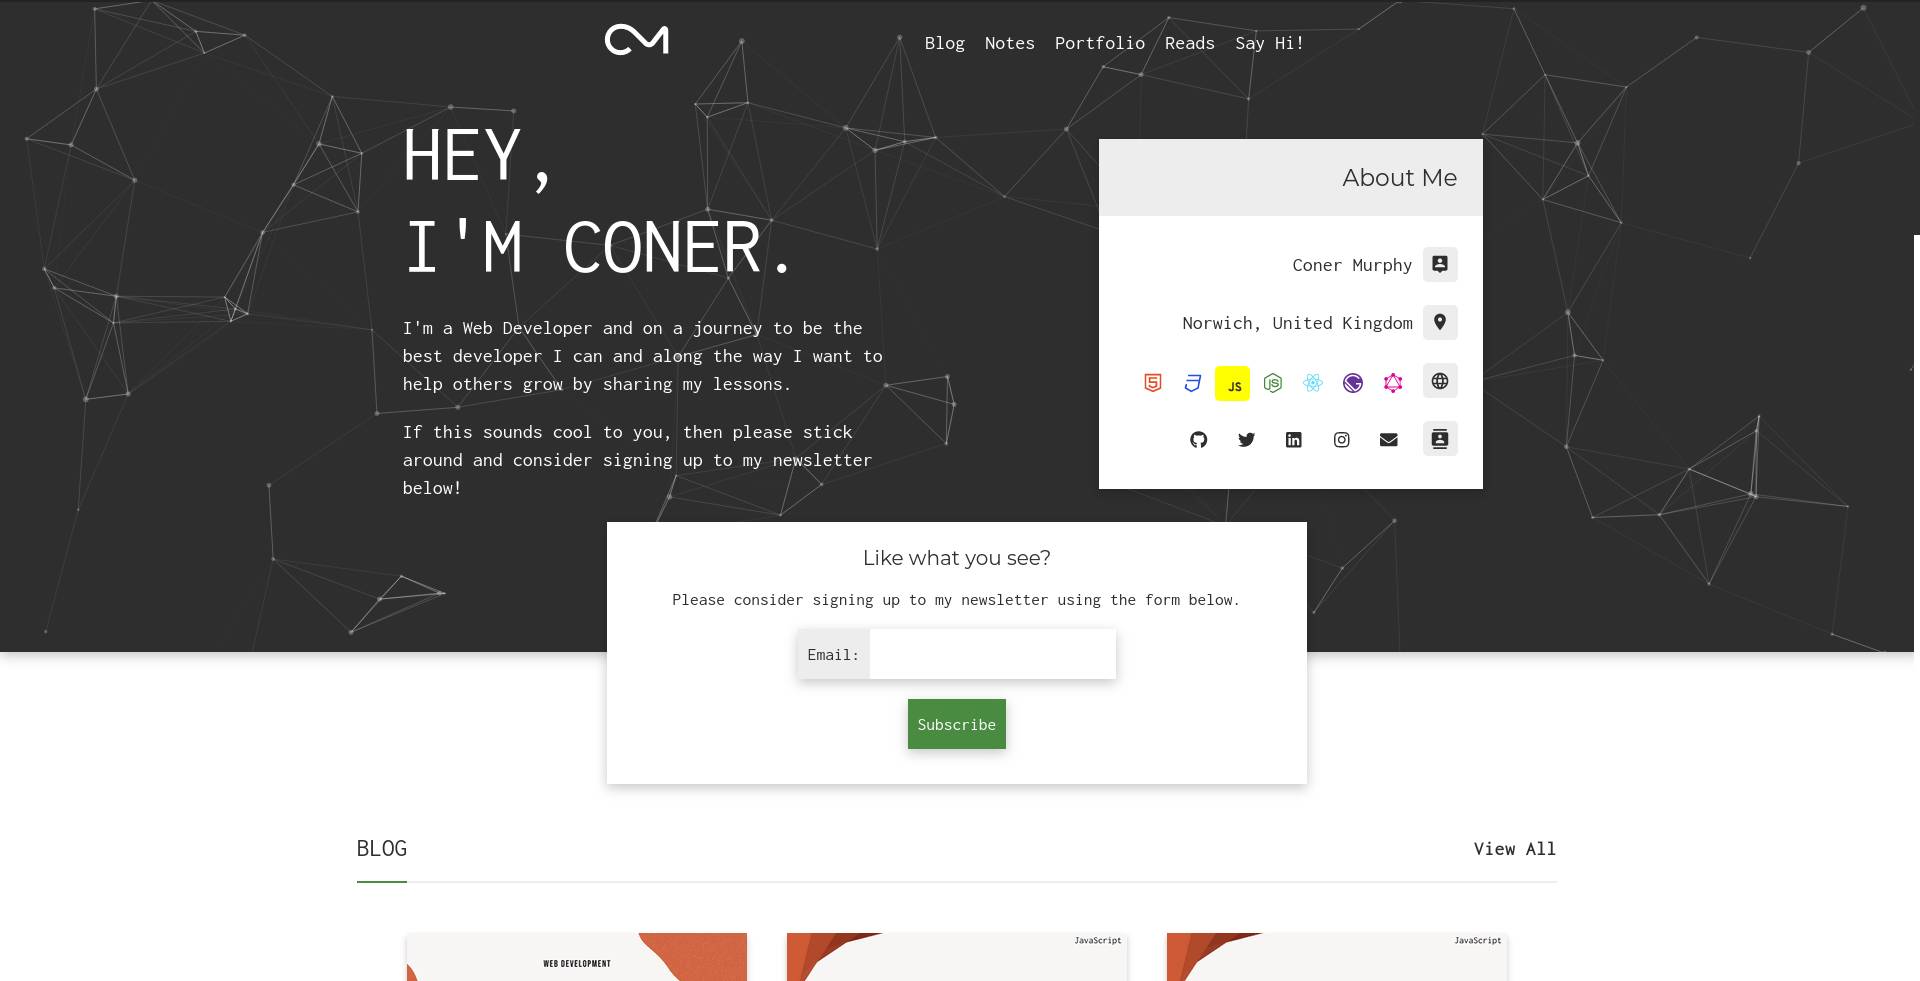 CM
Blog Notes Portfolio Reads Say Hi!
HEY,
I'M CONER.
I'm a Web Developer and on a journey to be the
best developer I can and along the way I want to
help others grow by sharing my lessons.
If this sounds cool to you, then please stick
around and consider signing up to my newsletter
below!
About Me
Coner Murphy
Norwich, United Kingdom
JS
Like what you see?
Please consider signing up to my newsletter using the form below.
Email:
Subscribe
BLOG
View All
WEB DEVELOPMENT
JavaScript
JavaScript